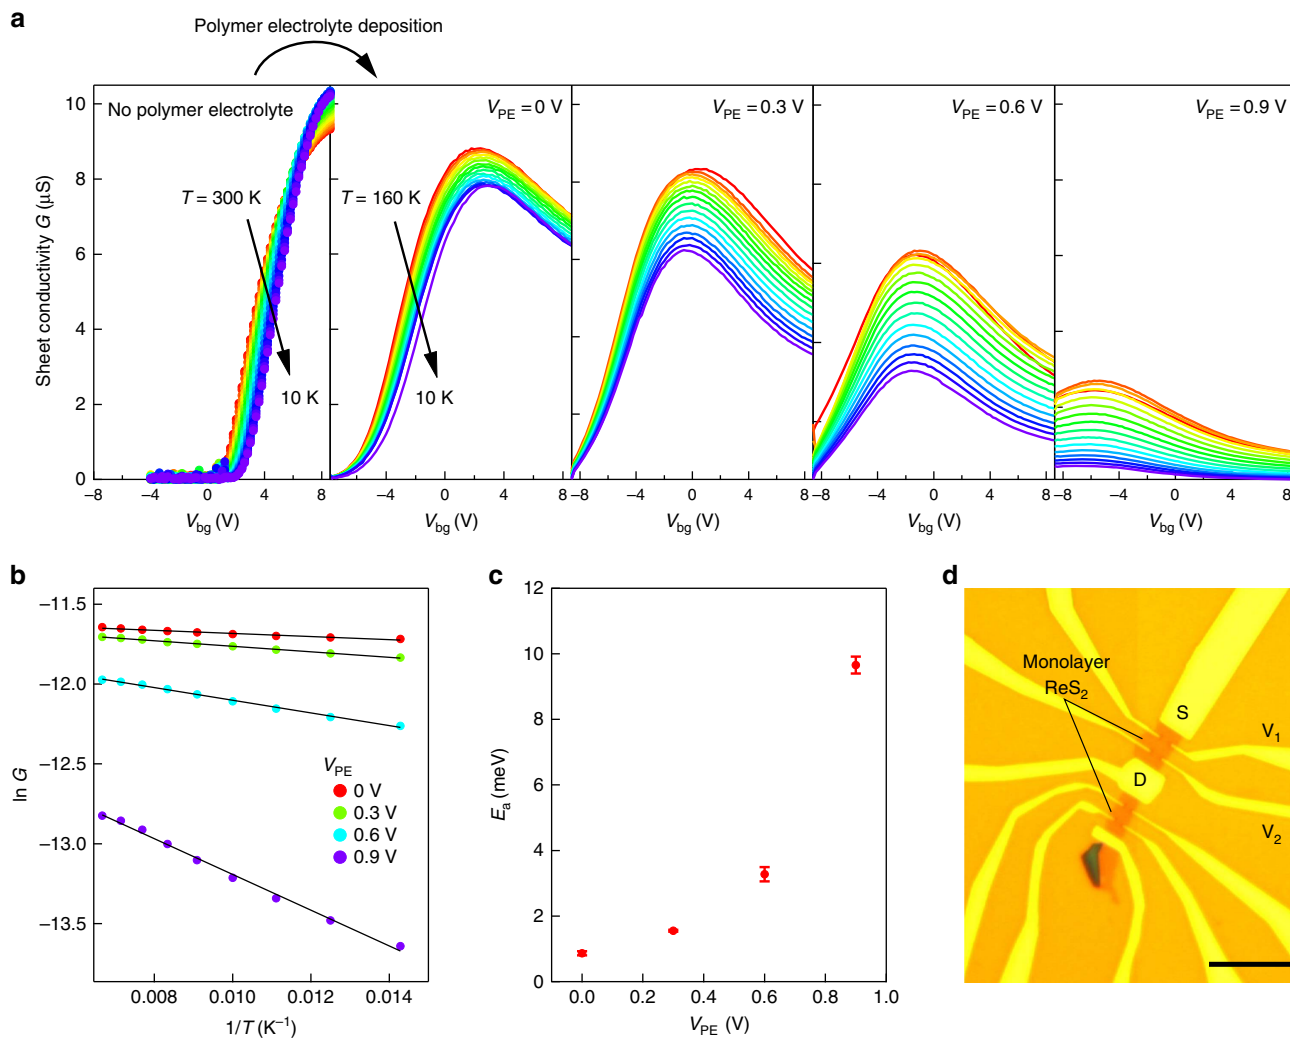 a
Polymer electrolyte deposition
No polymer electrolyte
V_PE = 0 V
V_PE = 0.3 V
V_PE = 0.6 V
V_PE = 0.9 V
T = 300 K
10 K
T = 160 K
10 K
Sheet conductivity G (µS)
10
8
6
4
2
0
−8 −4 0 4 8
−4 0 4 8
−8 −4 0 4 8
−8 −4 0 4 8
−8 −4 0 4 8
V_bg (V)
V_bg (V)
V_bg (V)
V_bg (V)
V_bg (V)
b
ln G
−11.5
−12.0
−12.5
−13.0
−13.5
V_PE
0 V
0.3 V
0.6 V
0.9 V
0.008 0.010 0.012 0.014
1/T (K⁻¹)
c
E_a (meV)
12
10
8
6
4
2
0
0.0 0.2 0.4 0.6 0.8 1.0
V_PE (V)
d
Monolayer
ReS₂
S
D
V₁
V₂